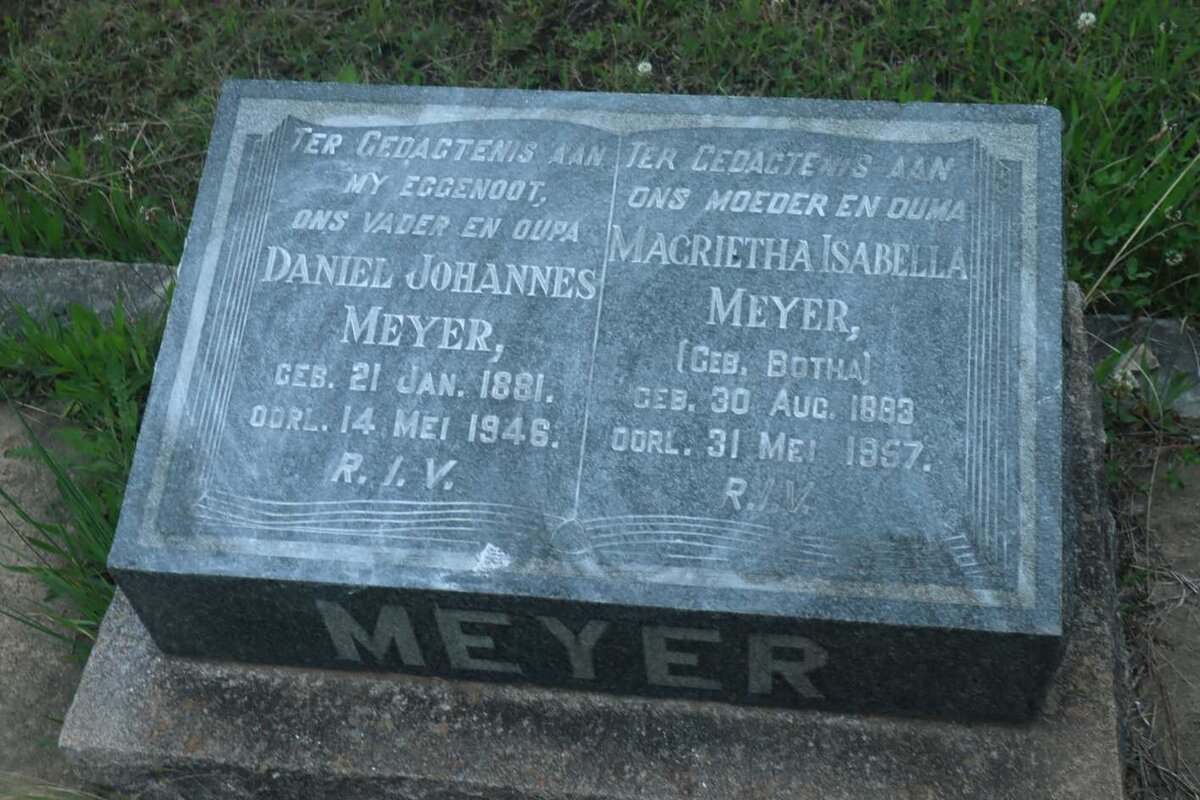 TER GEDAGTENIS AAN
MY EGGENOOT,
ONS VADER EN OUPA
DANIEL JOHANNES
MEYER,
GEB. 21 JAN. 1881.
OORL. 14 MEI 1946.
R.I.V.
TER GEDAGTENIS AAN
ONS MOEDER EN OUMA
MAGRIETHA ISABELLA
MEYER,
(GEB. BOTHA)
GEB. 30 AUG. 1883
OORL. 31 MEI 1957.
R.I.V.
MEYER